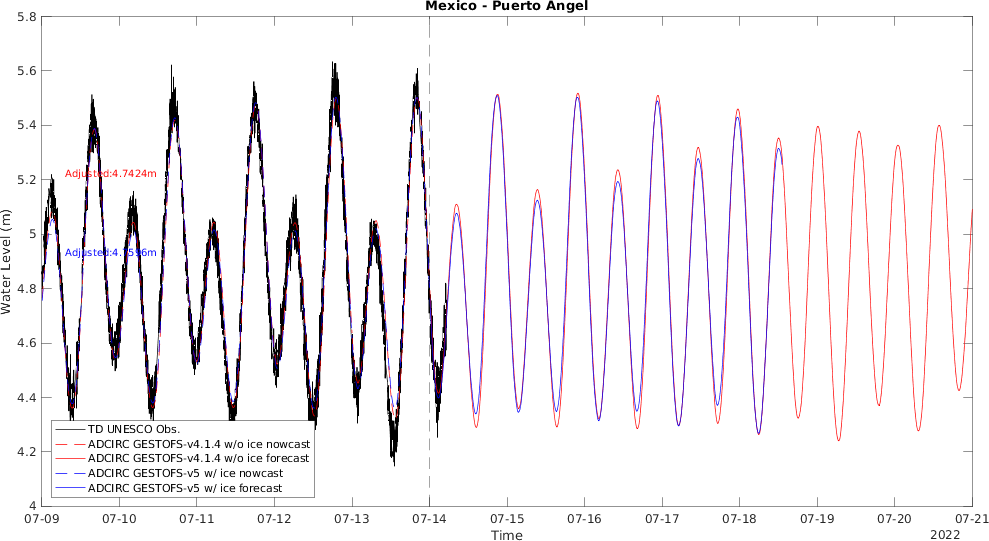 Mexico - Puerto Angel
5.8
5.6
5.4
5.2
5
4.8
4.6
4.4
4.2
4
Water Level (m)
Adjusted:4.7424m
TD UNESCO Obs.
ADCIRC GESTOFS-v4.1.4 w/o ice nowcast
ADCIRC GESTOFS-v4.1.4 w/o ice forecast
ADCIRC GESTOFS-v5 w/ ice nowcast
ADCIRC GESTOFS-v5 w/ ice forecast
07-09 07-10 07-11 07-12 07-13 07-14 07-15 07-16 07-17 07-18 07-19 07-20 07-21
Time
2022